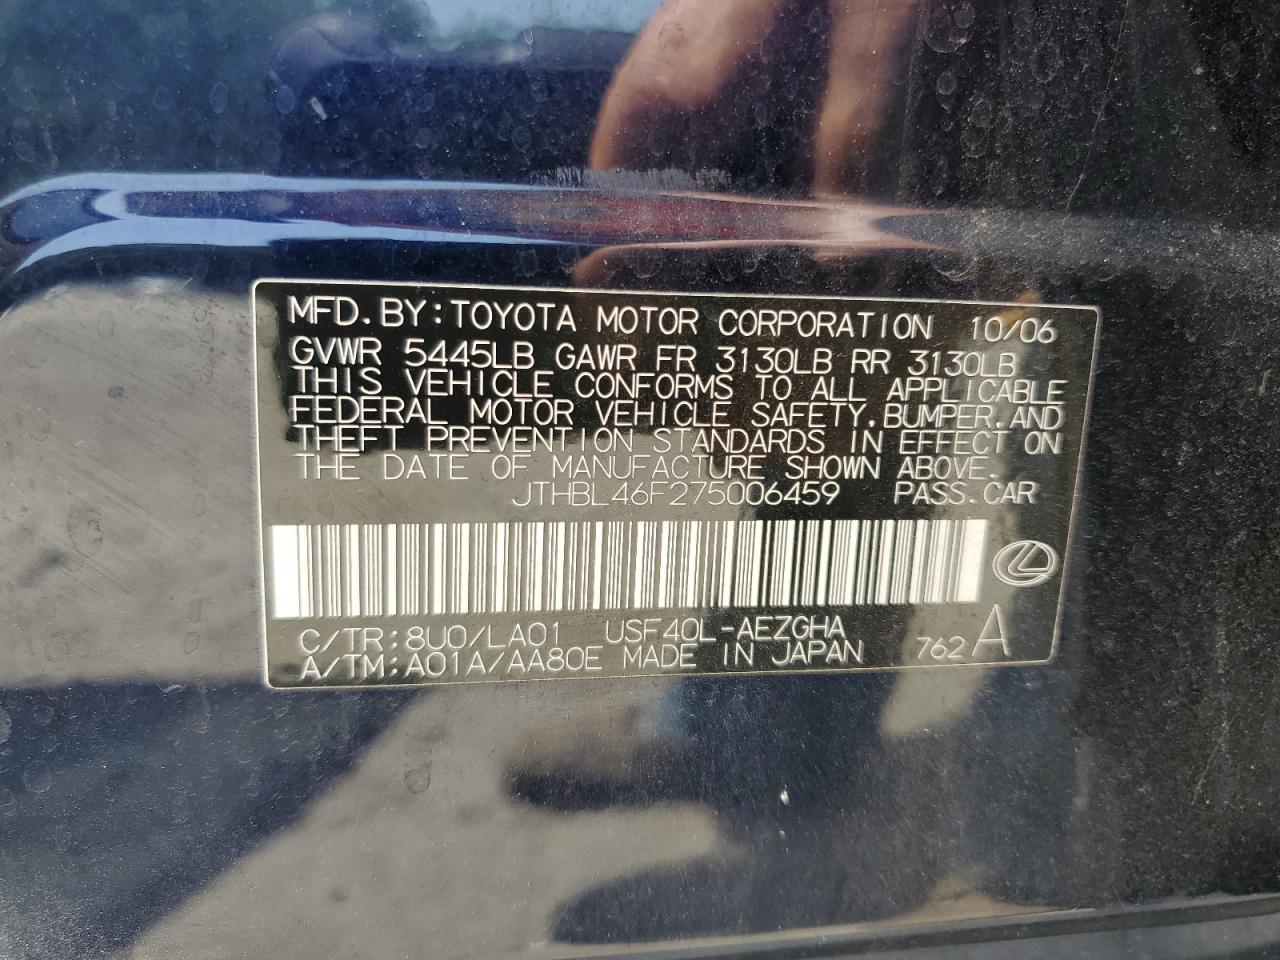 MFD. BY: TOYOTA MOTOR CORPORATION 10/06
GVWR 5445LB GAWR FR 3130LB RR 3130LB
THIS VEHICLE CONFORMS TO ALL APPLICABLE
FEDERAL MOTOR VEHICLE SAFETY, BUMPER, AND
THEFT PREVENTION STANDARDS IN EFFECT ON
THE DATE OF MANUFACTURE SHOWN ABOVE.
JTHBL46F275006459 PASS. CAR
C/TR: 8U0/LA01 USF40L-AEZGHA
A/TM: A01A/AA80E MADE IN JAPAN 762 A